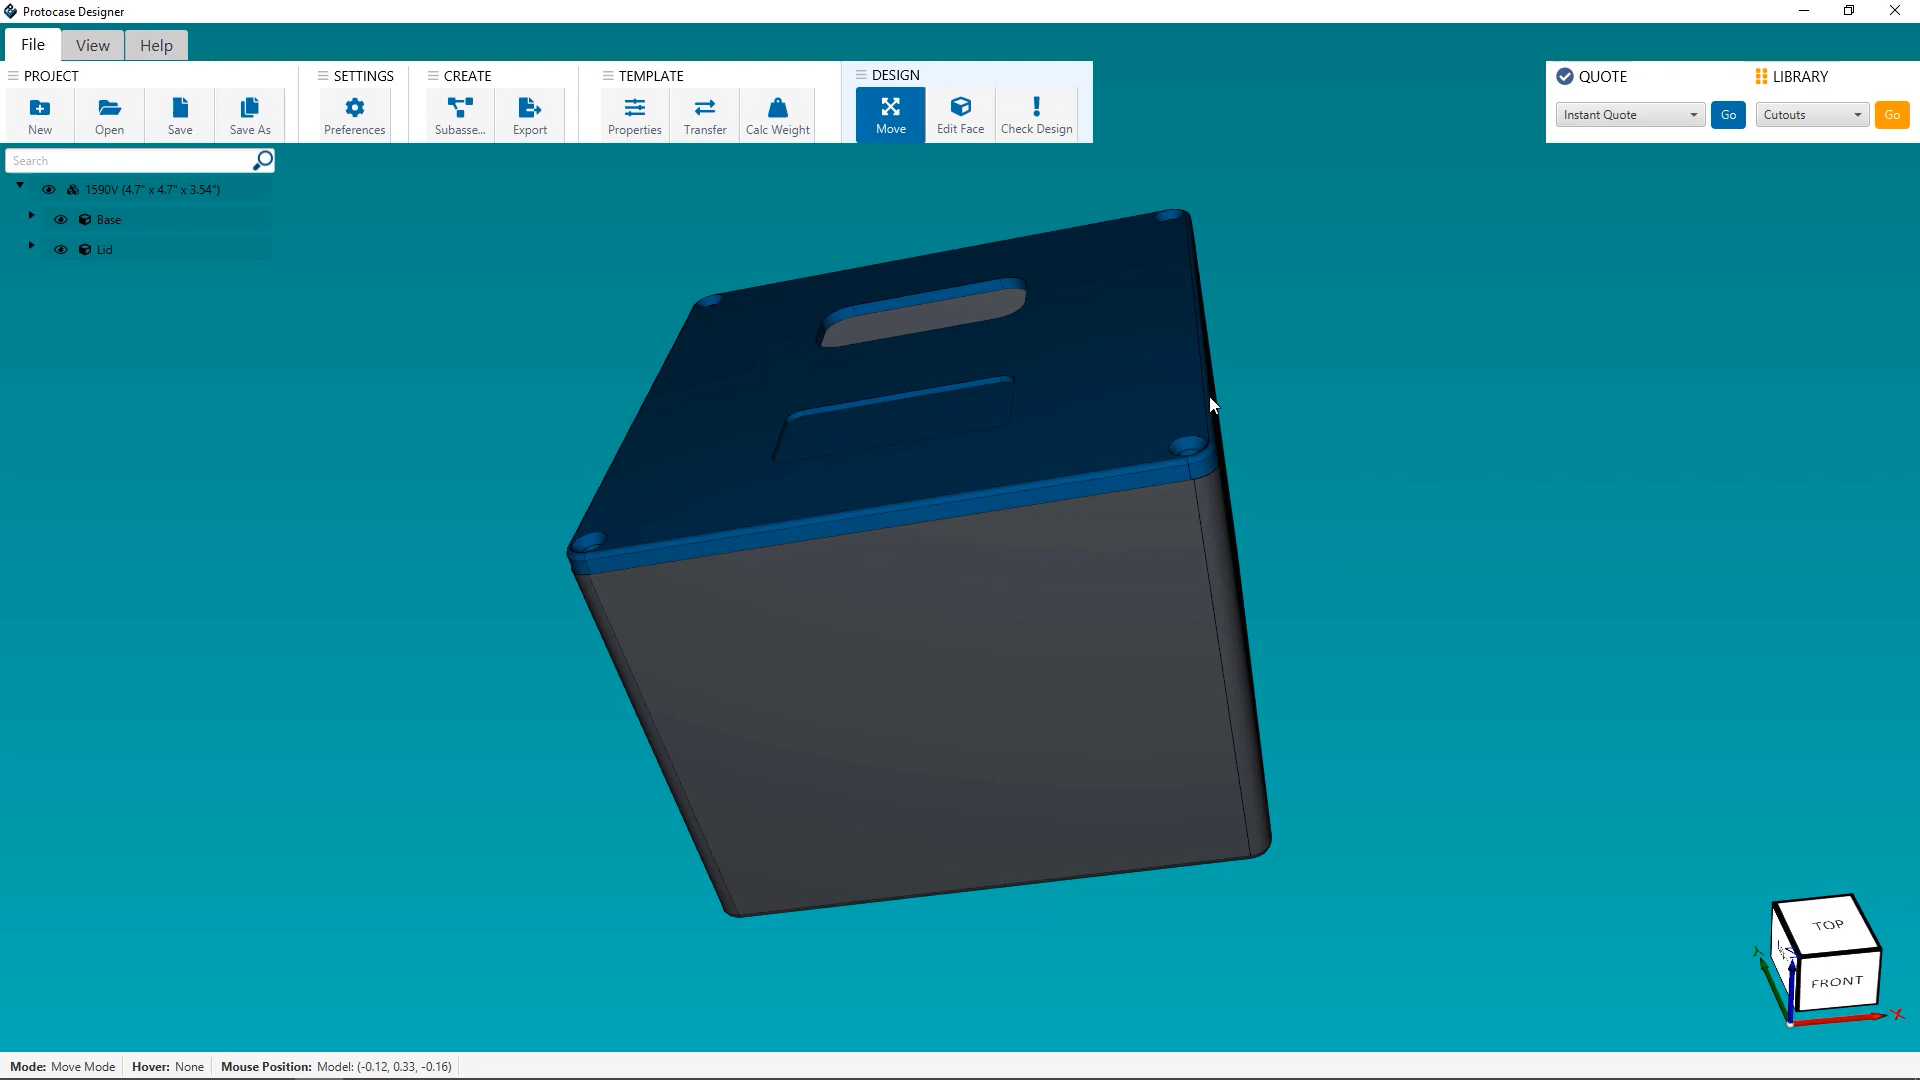 Protocase Designer
File View Help
PROJECT SETTINGS CREATE TEMPLATE DESIGN QUOTE LIBRARY
New Open Save Save As Preferences Subasse... Export Properties Transfer Calc Weight Move Edit Face Check Design Instant Quote Go Cutouts Go
Search
1590V (4.7" x 4.7" x 3.54")
Base
Lid
TOP
FRONT
Y
X
Mode: Move Mode Hover: None Mouse Position: Model: (-0.12, 0.33, -0.16)